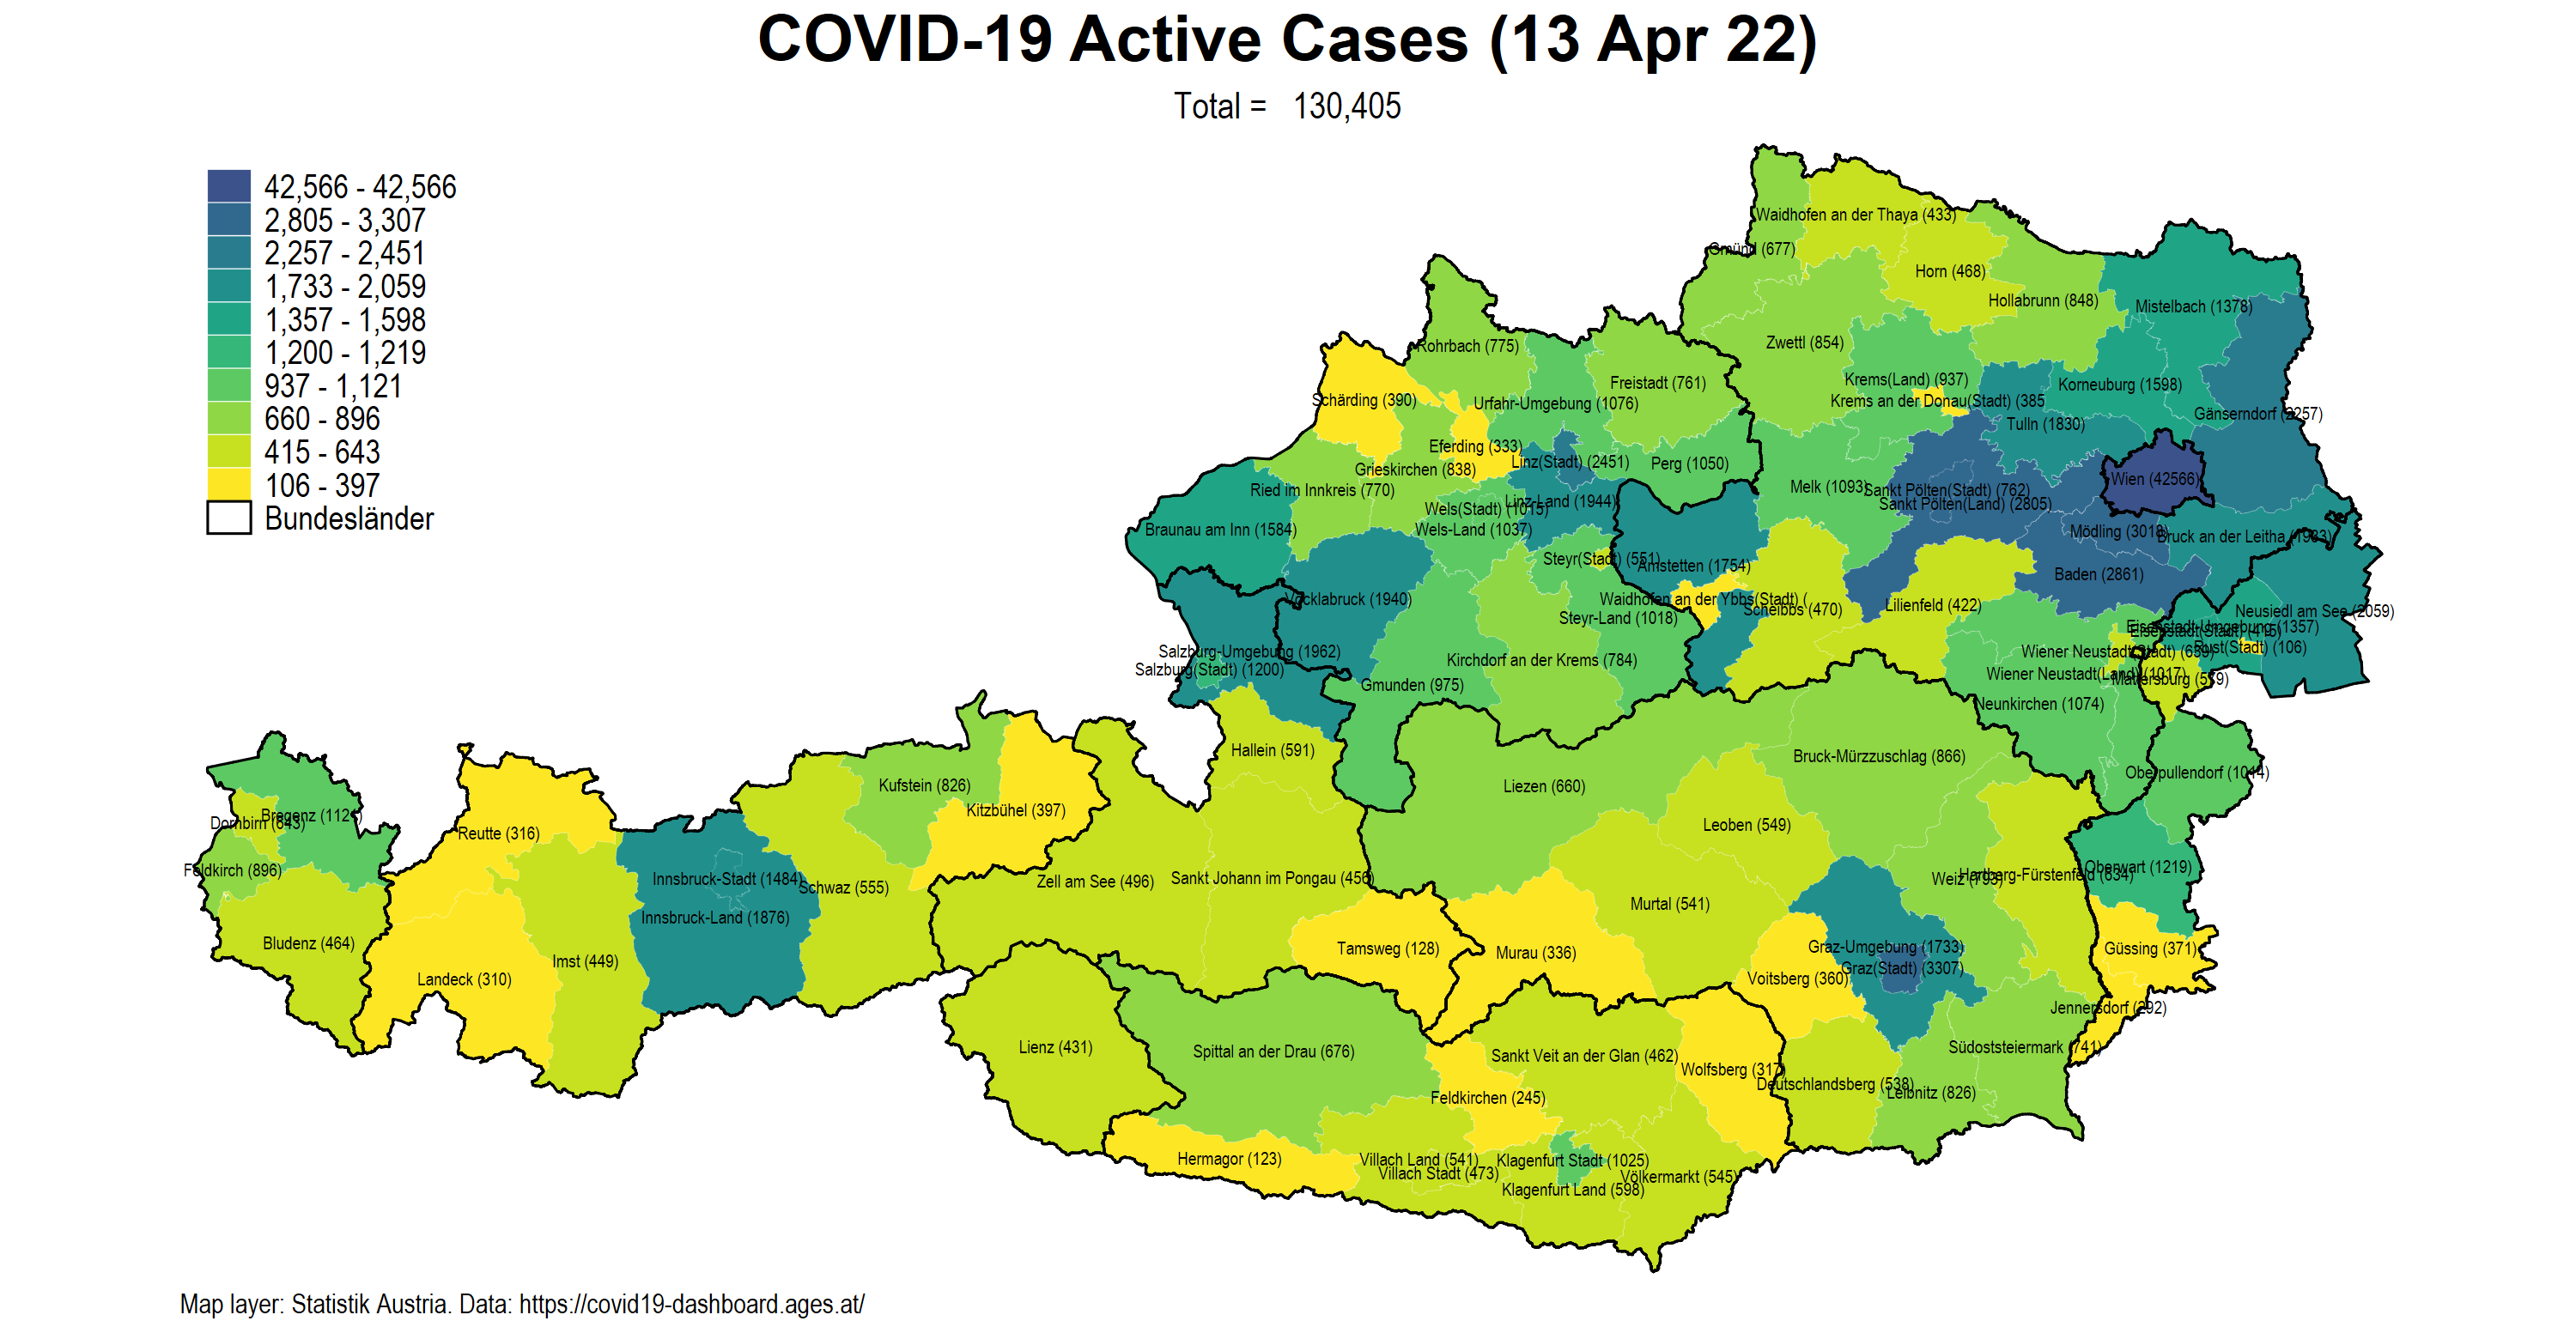 COVID-19 Active Cases (13 Apr 22)
Total = 130,405
42,566 - 42,566
2,805 - 3,307
2,257 - 2,451
1,733 - 2,059
1,357 - 1,598
1,200 - 1,219
937 - 1,121
660 - 896
415 - 643
106 - 397
Bundesländer
Waidhofen an der Thaya (433)
Gmünd (677)
Horn (468)
Hollabrunn (848)
Mistelbach (1378)
Zwettl (854)
Rohrbach (775)
Freistadt (761)
Krems(Land) (937)
Korneuburg (1598)
Schärding (390)
Urfahr-Umgebung (1076)
Krems an der Donau(Stadt) (385
Gänserndorf (2257)
Tulln (1830)
Eferding (333)
Linz(Stadt) (2451)
Perg (1050)
Grieskirchen (838)
Wien (42566)
Ried im Innkreis (770)
Melk (1093)
Sankt Pölten(Stadt) (762)
Sankt Pölten(Land) (2805)
Linz-Land (1944)
Wels(Stadt) (1015)
Braunau am Inn (1584)
Wels-Land (1037)
Mödling (3018)
Bruck an der Leitha (1933)
Steyr(Stadt) (551)
Amstetten (1754)
Baden (2861)
Vöcklabruck (1940)
Waidhofen an der Ybbs(Stadt) (
Scheibbs (470)
Lilienfeld (422)
Neusiedl am See (2059)
Steyr-Land (1018)
Eisenstadt-Umgebung (1357)
Eisenstadt(Stadt) (415)
Rust(Stadt) (106)
Salzburg-Umgebung (1962)
Wiener Neustadt(Stadt)
Kirchdorf an der Krems (784)
Salzburg(Stadt) (1200)
Wiener Neustadt(Land) (1017)
Mattersburg (559)
Gmunden (975)
Neunkirchen (1074)
Hallein (591)
Bruck-Mürzzuschlag (866)
Oberpullendorf (1044)
Kufstein (826)
Liezen (660)
Kitzbühel (397)
Bregenz (1121)
Dornbirn (643)
Reutte (316)
Leoben (549)
Oberwart (1219)
Feldkirch (896)
Innsbruck-Stadt (1484)
Schwaz (555)
Zell am See (496)
Sankt Johann im Pongau (456)
Weiz (793)
Hartberg-Fürstenfeld (634)
Murtal (541)
Innsbruck-Land (1876)
Bludenz (464)
Imst (449)
Landeck (310)
Tamsweg (128)
Murau (336)
Graz-Umgebung (1733)
Graz(Stadt) (3307)
Güssing (371)
Voitsberg (360)
Jennersdorf (292)
Lienz (431)
Spittal an der Drau (676)
Sankt Veit an der Glan (462)
Südoststeiermark (741)
Wolfsberg (317)
Deutschlandsberg (538)
Leibnitz (826)
Feldkirchen (245)
Hermagor (123)
Villach Land (541)
Klagenfurt Stadt (1025)
Villach Stadt (473)
Völkermarkt (545)
Klagenfurt Land (598)
Map layer: Statistik Austria. Data: https://covid19-dashboard.ages.at/